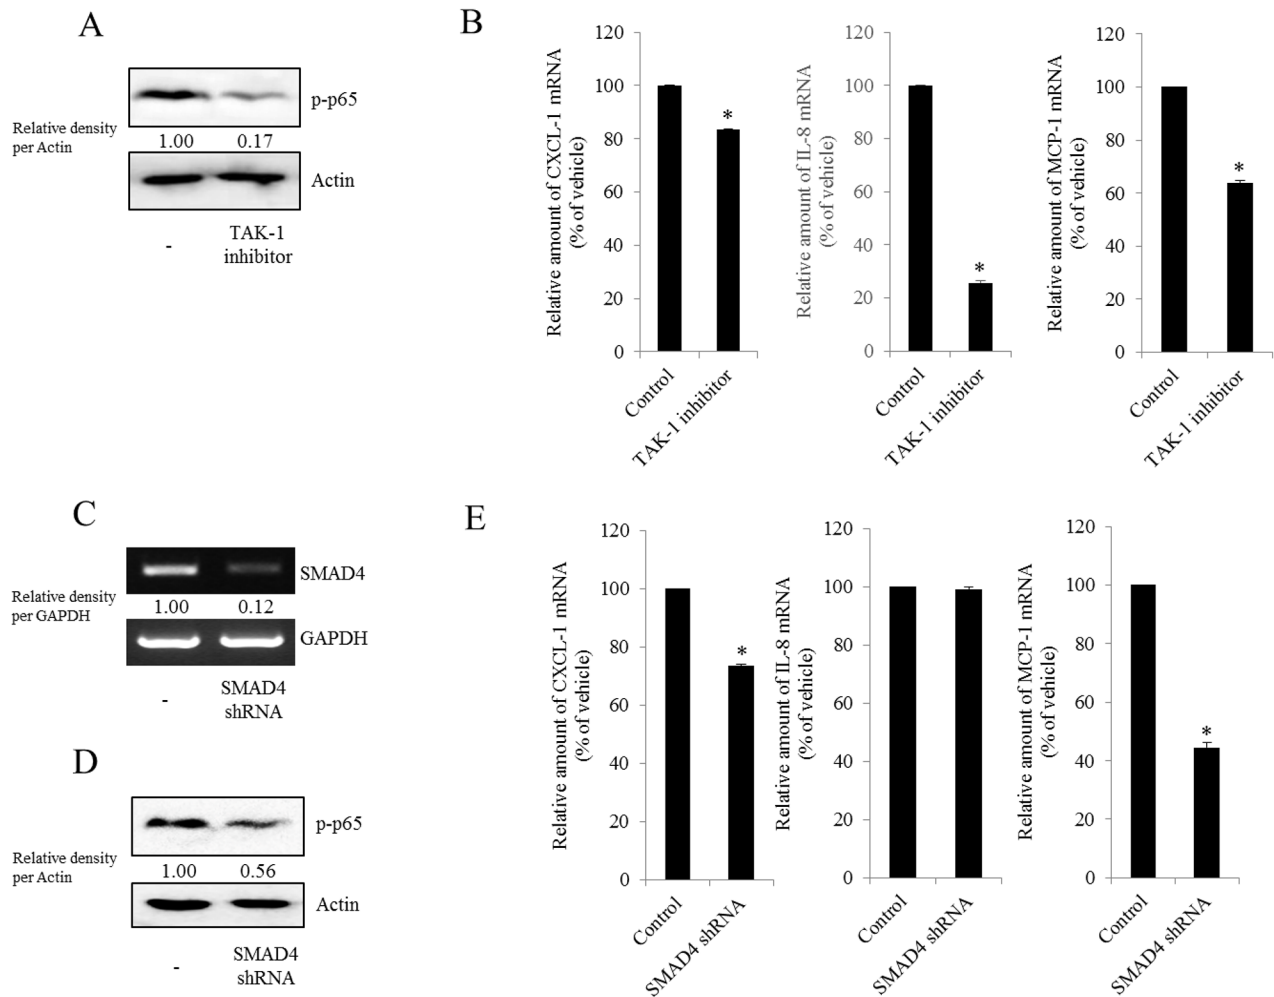 A
p-p65
Relative density
per Actin
1.00
0.17
Actin
-
TAK-1
inhibitor
B
Relative amount of CXCL-1 mRNA
(% of vehicle)
120
100
80
60
40
20
0
*
Control
TAK-1 inhibitor
Relative amount of IL-8 mRNA
(% of vehicle)
120
100
80
60
40
20
0
*
Control
TAK-1 inhibitor
Relative amount of MCP-1 mRNA
(% of vehicle)
120
100
80
60
40
20
0
*
Control
TAK-1 inhibitor
C
SMAD4
Relative density
per GAPDH
1.00
0.12
GAPDH
-
SMAD4
shRNA
D
p-p65
Relative density
per Actin
1.00
0.56
Actin
-
SMAD4
shRNA
E
Relative amount of CXCL-1 mRNA
(% of vehicle)
120
100
80
60
40
20
0
*
Control
SMAD4 shRNA
Relative amount of IL-8 mRNA
(% of vehicle)
120
100
80
60
40
20
0
Control
SMAD4 shRNA
Relative amount of MCP-1 mRNA
(% of vehicle)
120
100
80
60
40
20
0
*
Control
SMAD4 shRNA